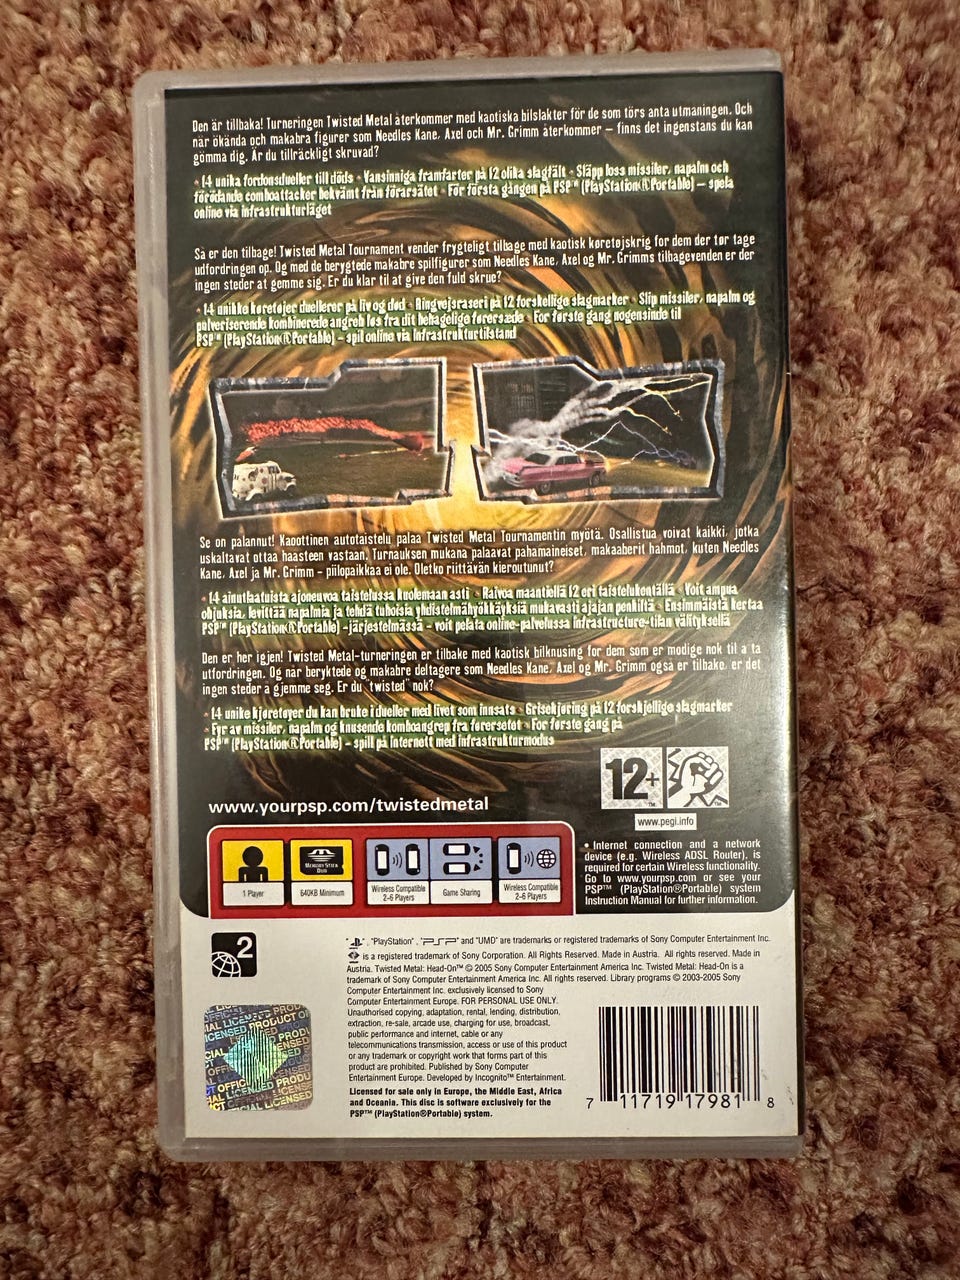 Den är tillbaka! Turneringen Twisted Metal återkommer med kaotiska bilslakter för de som törs anta utmaningen. Och
när ökända och makabra figurer som Needles Kane, Axel och Mr. Grimm återkommer – finns det ingenstans du kan
gömma dig. Är du tillräckligt skruvad?
• 14 unika fordonsdueller till döds • Vansinniga framfarter på 12 olika slagfält • Släpp loss missiler, napalm och
förödande comboattacker bekvämt från förarsätet • För första gången på PSP™ (PlayStation®Portable) – spela
online via infrastrukturläget
Så er den tilbage! Twisted Metal Tournament vender frygteligt tilbage med kaotisk køretøjskrig for dem der tør tage
udfordringen op. Og med de berygtede makabre spilfigurer som Needles Kane, Axel og Mr. Grimms tilbagevenden er der
ingen steder at gemme sig. Er du klar til at give den fuld skrue?
• 14 unikke køretøjer duellerer på liv og død • Ringvejsraseri på 12 forskellige slagmarker • Slip missiler, napalm og
pulveriserende kombinerede angreb løs fra dit behagelige førersæde • For første gang nogensinde til
PSP™ (PlayStation®Portable) – spil online via Infrastrukturtilstand
Se on palannut! Kaoottinen autotaistelu palaa Twisted Metal Tournamentin myötä. Osallistua voivat kaikki, jotka
uskaltavat ottaa haasteen vastaan. Turnauksen mukana palaavat pahamaineiset, makaaberit hahmot, kuten Needles
Kane, Axel ja Mr. Grimm – piilopaikkaa ei ole. Oletko riittävän kieroutunut?
• 14 ainutlaatuista ajoneuvoa taistelussa kuolemaan asti • Raivoa maantiellä 12 eri taistelukentällä • Voit ampua
ohjuksia, levittää napalmia ja tehdä tuhoisia yhdistelmähyökkäyksiä mukavasti ajajan penkiltä • Ensimmäistä kertaa
PSP™ (PlayStation®Portable) -järjestelmässä – voit pelata online-palvelussa infrastructure-tilan välityksellä
Den er her igjen! Twisted Metal-turneringen er tilbake med kaotisk bilknusing for dem som er modige nok til å ta
utfordringen. Og når beryktede og makabre deltagere som Needles Kane, Axel og Mr. Grimm også er tilbake, er det
ingen steder å gjemme seg. Er du "twisted" nok?
• 14 unike kjøretøyer du kan bruke i dueller med livet som innsats • Grisekjøring på 12 forskjellige slagmarker
• Fyr av missiler, napalm og knusende komboangrep fra førersetet • For første gang på
PSP™ (PlayStation®Portable) – spill på Internett med infrastrukturmodus
12+
www.yourpsp.com/twistedmetal
www.pegi.info
MEMORY STICK
DUO
1 Player
640KB Minimum
Wireless Compatible
2-6 Players
Game Sharing
Wireless Compatible
2-6 Players
• Internet connection and a network
device (e.g. Wireless ADSL Router), is
required for certain Wireless functionality.
Go to www.yourpsp.com or see your
PSP™ (PlayStation®Portable) system
Instruction Manual for further information.
2
" ", "PlayStation", "PSP" and "UMD" are trademarks or registered trademarks of Sony Computer Entertainment Inc.
" " is a registered trademark of Sony Corporation. All Rights Reserved. Made in Austria. All rights reserved. Made in
Austria. Twisted Metal: Head-On™ © 2005 Sony Computer Entertainment America Inc. Twisted Metal: Head-On is a
trademark of Sony Computer Entertainment America Inc. All rights reserved. Library programs © 2003-2005 Sony
Computer Entertainment Inc. exclusively licensed to Sony
Computer Entertainment Europe. FOR PERSONAL USE ONLY.
Unauthorised copying, adaptation, rental, lending, distribution,
extraction, re-sale, arcade use, charging for use, broadcast,
public performance and internet, cable or any
telecommunications transmission, access or use of this product
or any trademark or copyright work that forms part of this
product are prohibited. Published by Sony Computer
Entertainment Europe. Developed by Incognito™ Entertainment.
Licensed for sale only in Europe, the Middle East, Africa
and Oceania. This disc is software exclusively for the
PSP™ (PlayStation®Portable) system.
OFFICIAL LICENSED PRODUCT
7 11719 17981 8